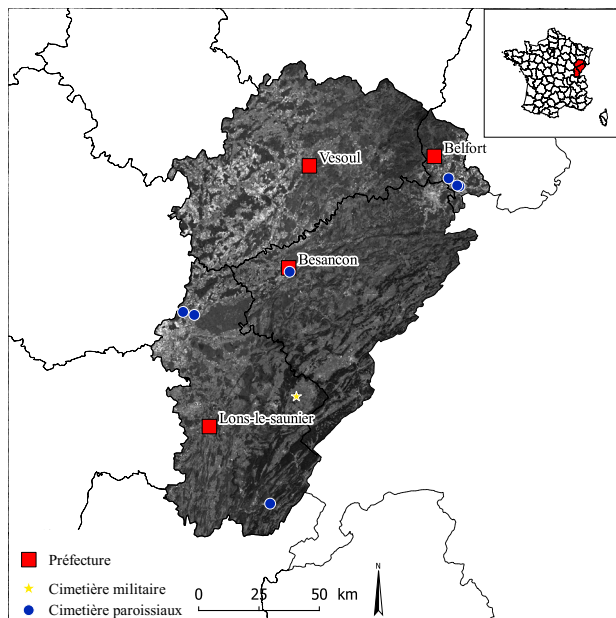 Belfort
Vesoul
Besancon
Lons-le-saunier
Préfecture
Cimetière militaire
Cimetière paroissiaux
0 25 50 km
N